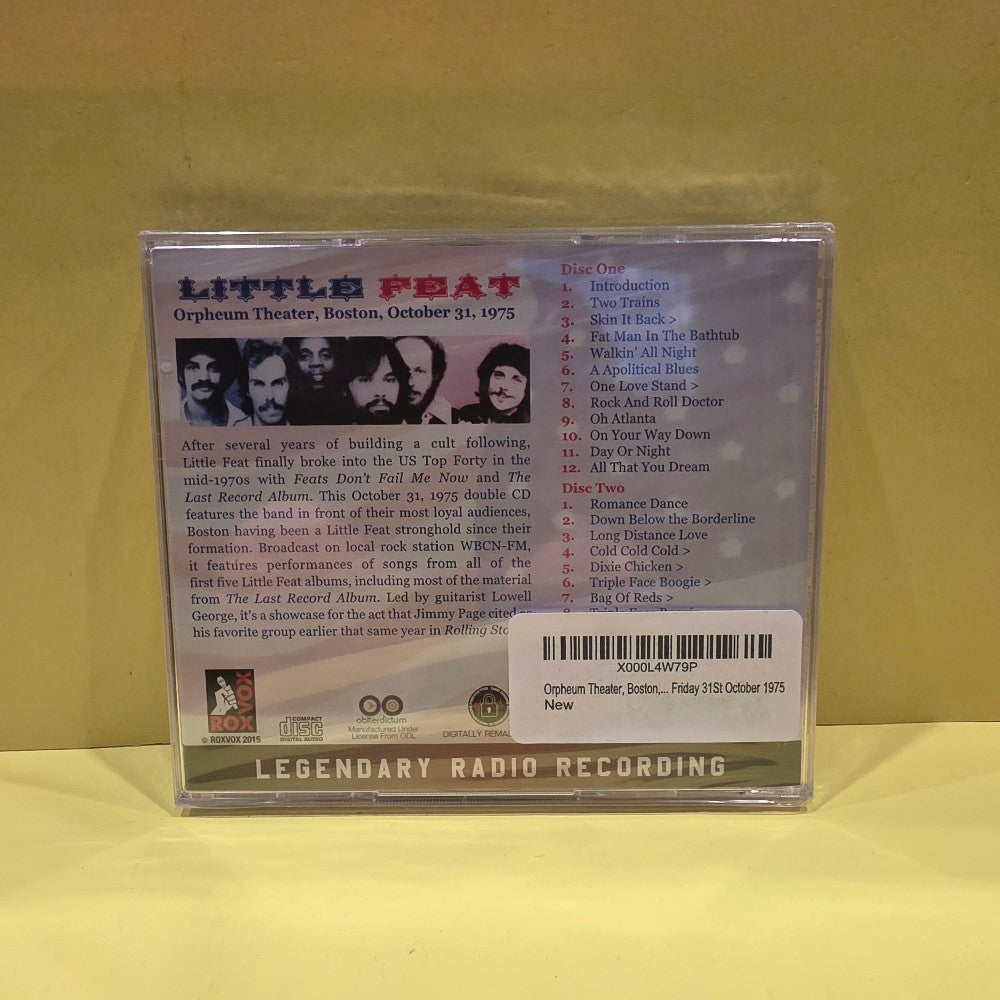 LITTLE FEAT
Orpheum Theater, Boston, October 31, 1975
After several years of building a cult following,
Little Feat finally broke into the US Top Forty in the
mid-1970s with Feats Don't Fail Me Now and The
Last Record Album. This October 31, 1975 double CD
features the band in front of their most loyal audiences,
Boston having been a Little Feat stronghold since their
formation. Broadcast on local rock station WBCN-FM,
it features performances of songs from all of the
first five Little Feat albums, including most of the material
from The Last Record Album. Led by guitarist Lowell
George, it's a showcase for the act that Jimmy Page cited as
his favorite group earlier that same year in Rolling
Disc One
1. Introduction
2. Two Trains
3. Skin It Back >
4. Fat Man In The Bathtub
5. Walkin' All Night
6. A Apolitical Blues
7. One Love Stand >
8. Rock And Roll Doctor
9. Oh Atlanta
10. On Your Way Down
11. Day Or Night
12. All That You Dream
Disc Two
1. Romance Dance
2. Down Below the Borderline
3. Long Distance Love
4. Cold Cold Cold >
5. Dixie Chicken >
6. Triple Face Boogie >
7. Bag Of Reds >
X000L4W79P
Orpheum Theater, Boston,... Friday 31St October 1975
New
ROX VOX
© ROXVOX 2015
COMPACT
disc
DIGITAL AUDIO
obiterdictum
Manufactured Under
License From ODL
DIGITALLY
LEGENDARY RADIO RECORDING